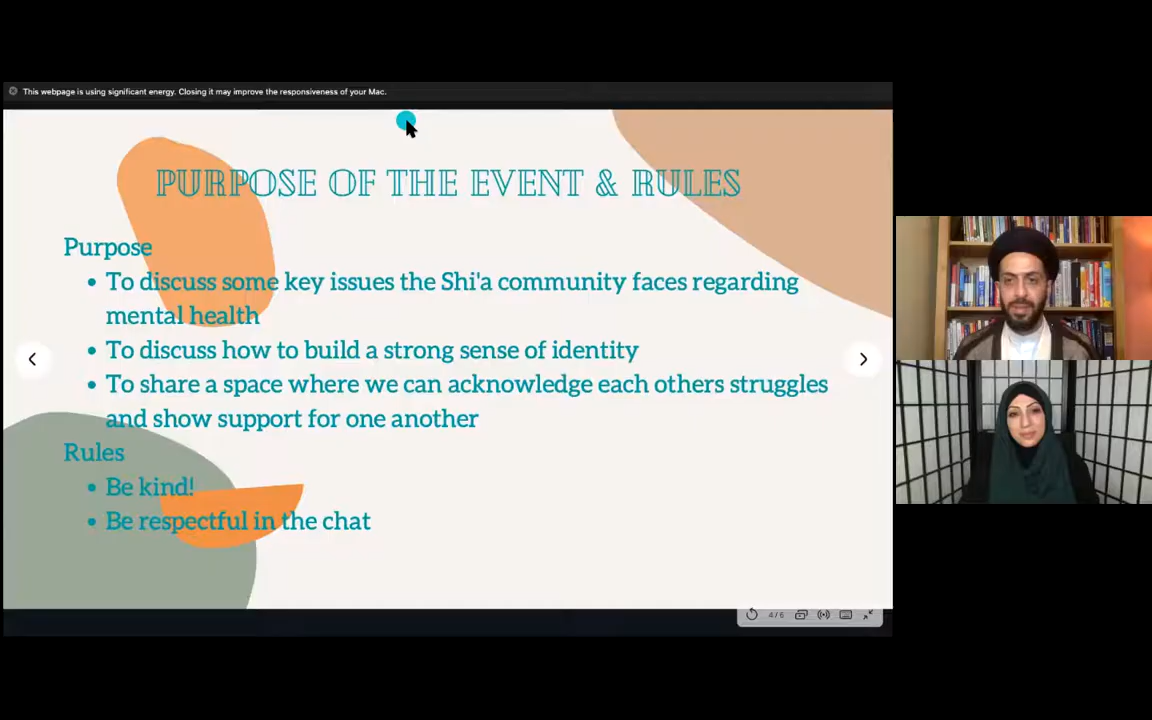 This webpage is using significant energy. Closing it may improve the responsiveness of your Mac.
PURPOSE OF THE EVENT & RULES
Purpose
• To discuss some key issues the Shi'a community faces regarding
mental health
• To discuss how to build a strong sense of identity
• To share a space where we can acknowledge each others struggles
and show support for one another
Rules
• Be kind!
• Be respectful in the chat
4/6